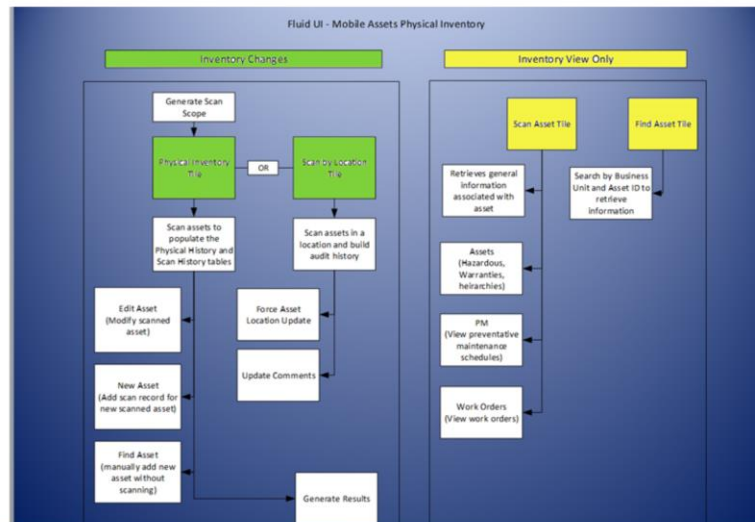 Fluid UI - Mobile Assets Physical Inventory
Inventory Changes
Generate Scan
Scope
Physical Inventory
Tile
OR
Scan by Location
Tile
Scan assets to
populate the
Physical History and
Scan History tables
Scan assets in a
location and build
audit history
Edit Asset
(Modify scanned
asset)
Force Asset
Location Update
New Asset
(Add scan record for
new scanned asset)
Update Comments
Find Asset
(manually add new
asset without
scanning)
Generate Results
Inventory View Only
Scan Asset Tile
Find Asset Tile
Retrieves general
information
associated with
asset
Search by Business
Unit and Asset ID to
retrieve
information
Assets
(Hazardous,
Warranties,
heirarchies)
PM
(View preventative
maintenance
schedules)
Work Orders
(View work orders)